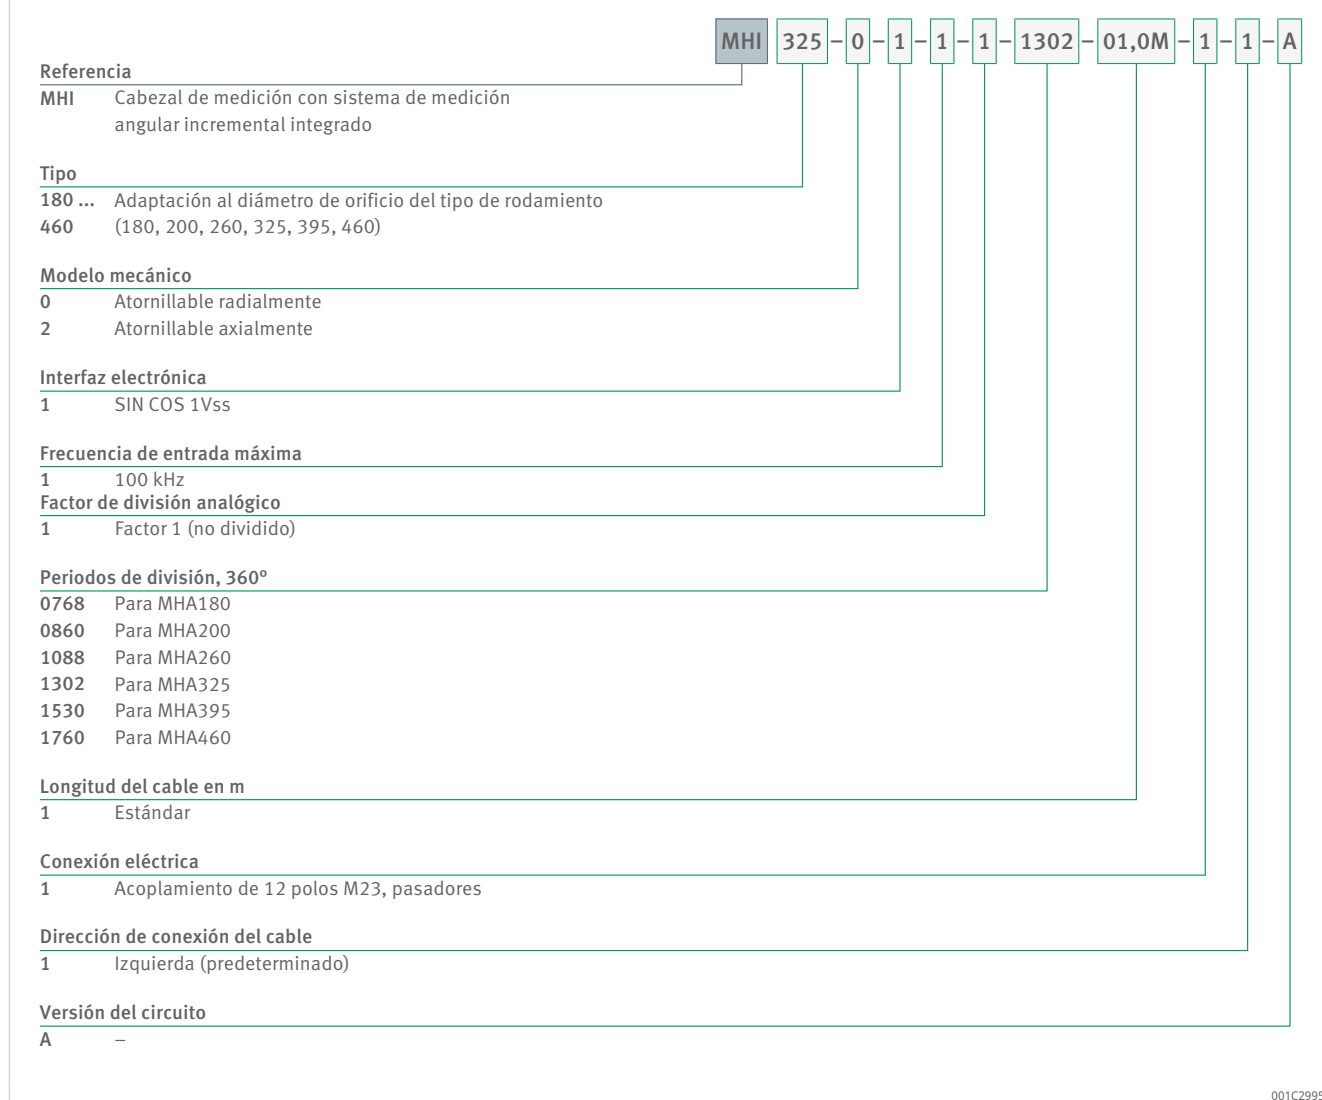 MHI 325 – 0 – 1 – 1 – 1 – 1302 – 01,0M – 1 – 1 – A
Referencia
MHI Cabezal de medición con sistema de medición
angular incremental integrado
Tipo
180 ... Adaptación al diámetro de orificio del tipo de rodamiento
460 (180, 200, 260, 325, 395, 460)
Modelo mecánico
0 Atornillable radialmente
2 Atornillable axialmente
Interfaz electrónica
1 SIN COS 1Vss
Frecuencia de entrada máxima
1 100 kHz
Factor de división analógico
1 Factor 1 (no dividido)
Periodos de división, 360°
0768 Para MHA180
0860 Para MHA200
1088 Para MHA260
1302 Para MHA325
1530 Para MHA395
1760 Para MHA460
Longitud del cable en m
1 Estándar
Conexión eléctrica
1 Acoplamiento de 12 polos M23, pasadores
Dirección de conexión del cable
1 Izquierda (predeterminado)
Versión del circuito
A –
001C2995